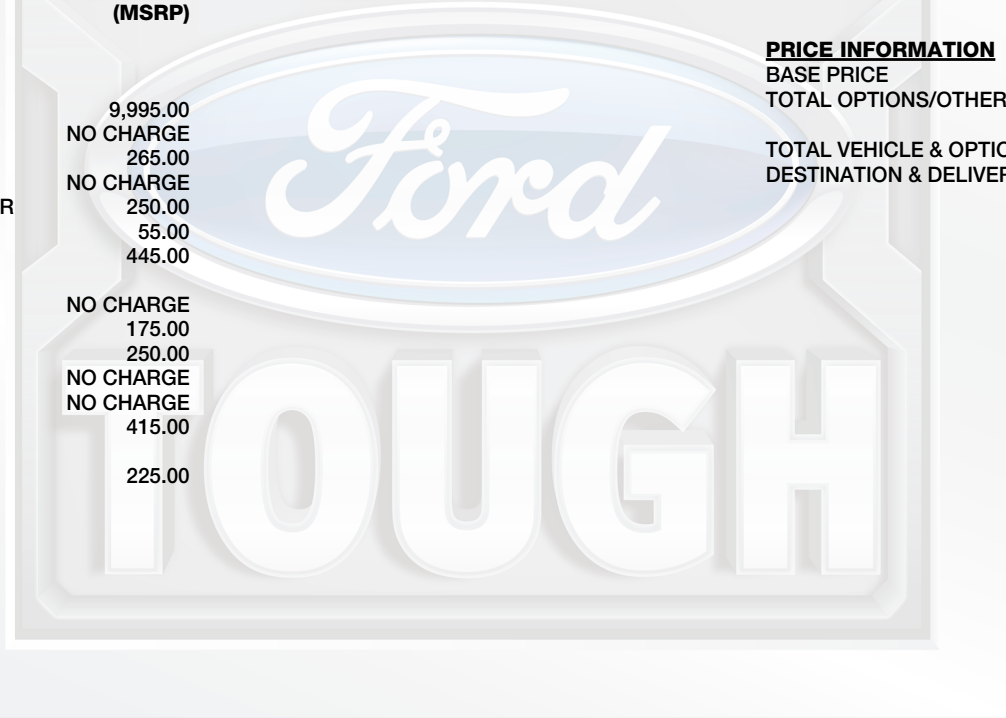 (MSRP)
9,995.00
NO CHARGE
265.00
NO CHARGE
R 250.00
55.00
445.00
NO CHARGE
175.00
250.00
NO CHARGE
NO CHARGE
415.00
225.00
PRICE INFORMATION
BASE PRICE
TOTAL OPTIONS/OTHER
TOTAL VEHICLE & OPTIO
DESTINATION & DELIVER
Ford
TOUGH